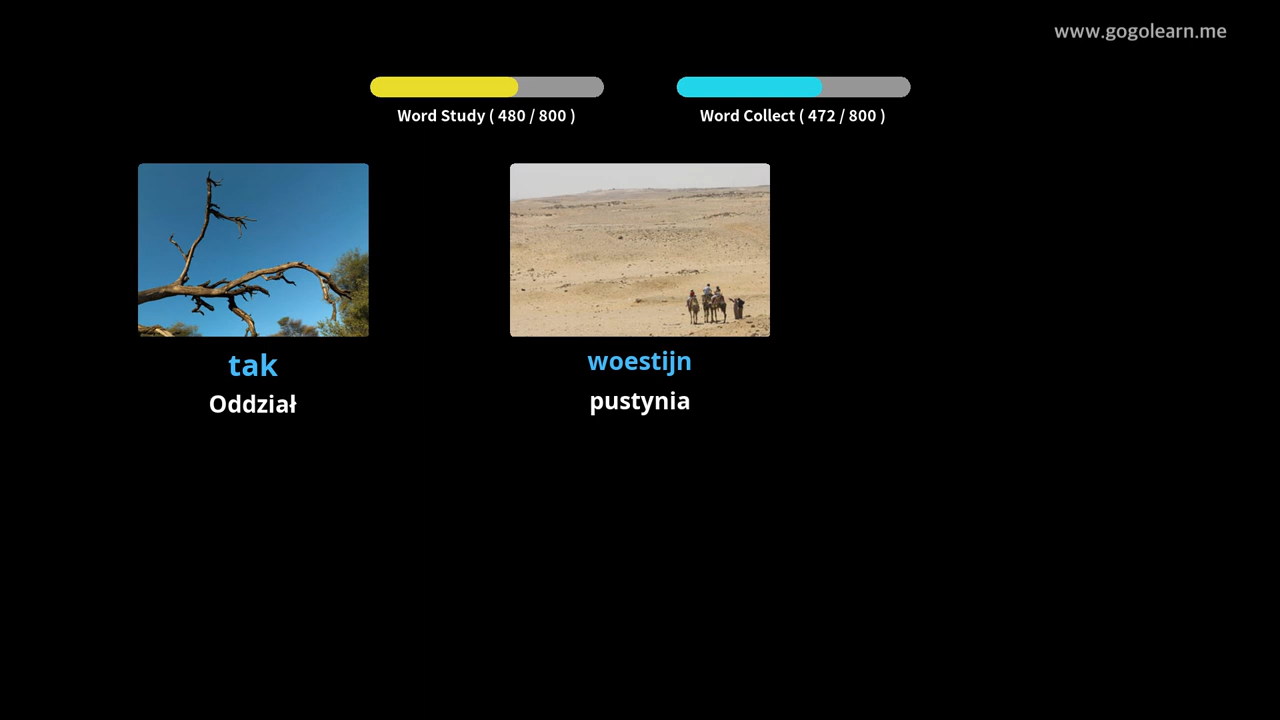 www.gogolearn.me
Word Study ( 480 / 800 )
Word Collect ( 472 / 800 )
tak
Oddział
woestijn
pustynia